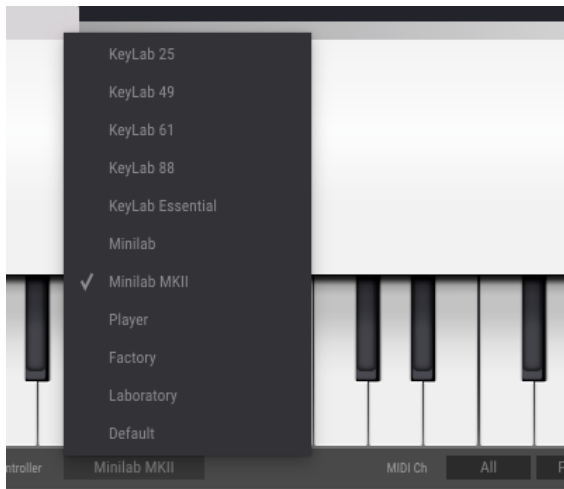 KeyLab 25
KeyLab 49
KeyLab 61
KeyLab 88
KeyLab Essential
Minilab
Minilab MKII
Player
Factory
Laboratory
Default
ntroller Minilab MKII MIDI Ch All